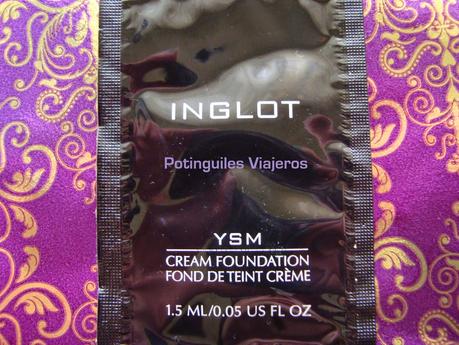 INGLOT
Potinguiles Viajeros
YSM
CREAM FOUNDATION
FOND DE TEINT CRÈME
1.5 ML/0.05 US FL OZ